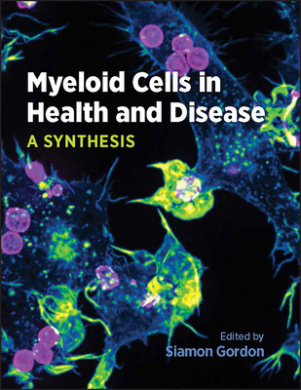 Myeloid Cells in
Health and Disease
A SYNTHESIS
Edited by
Siamon Gordon